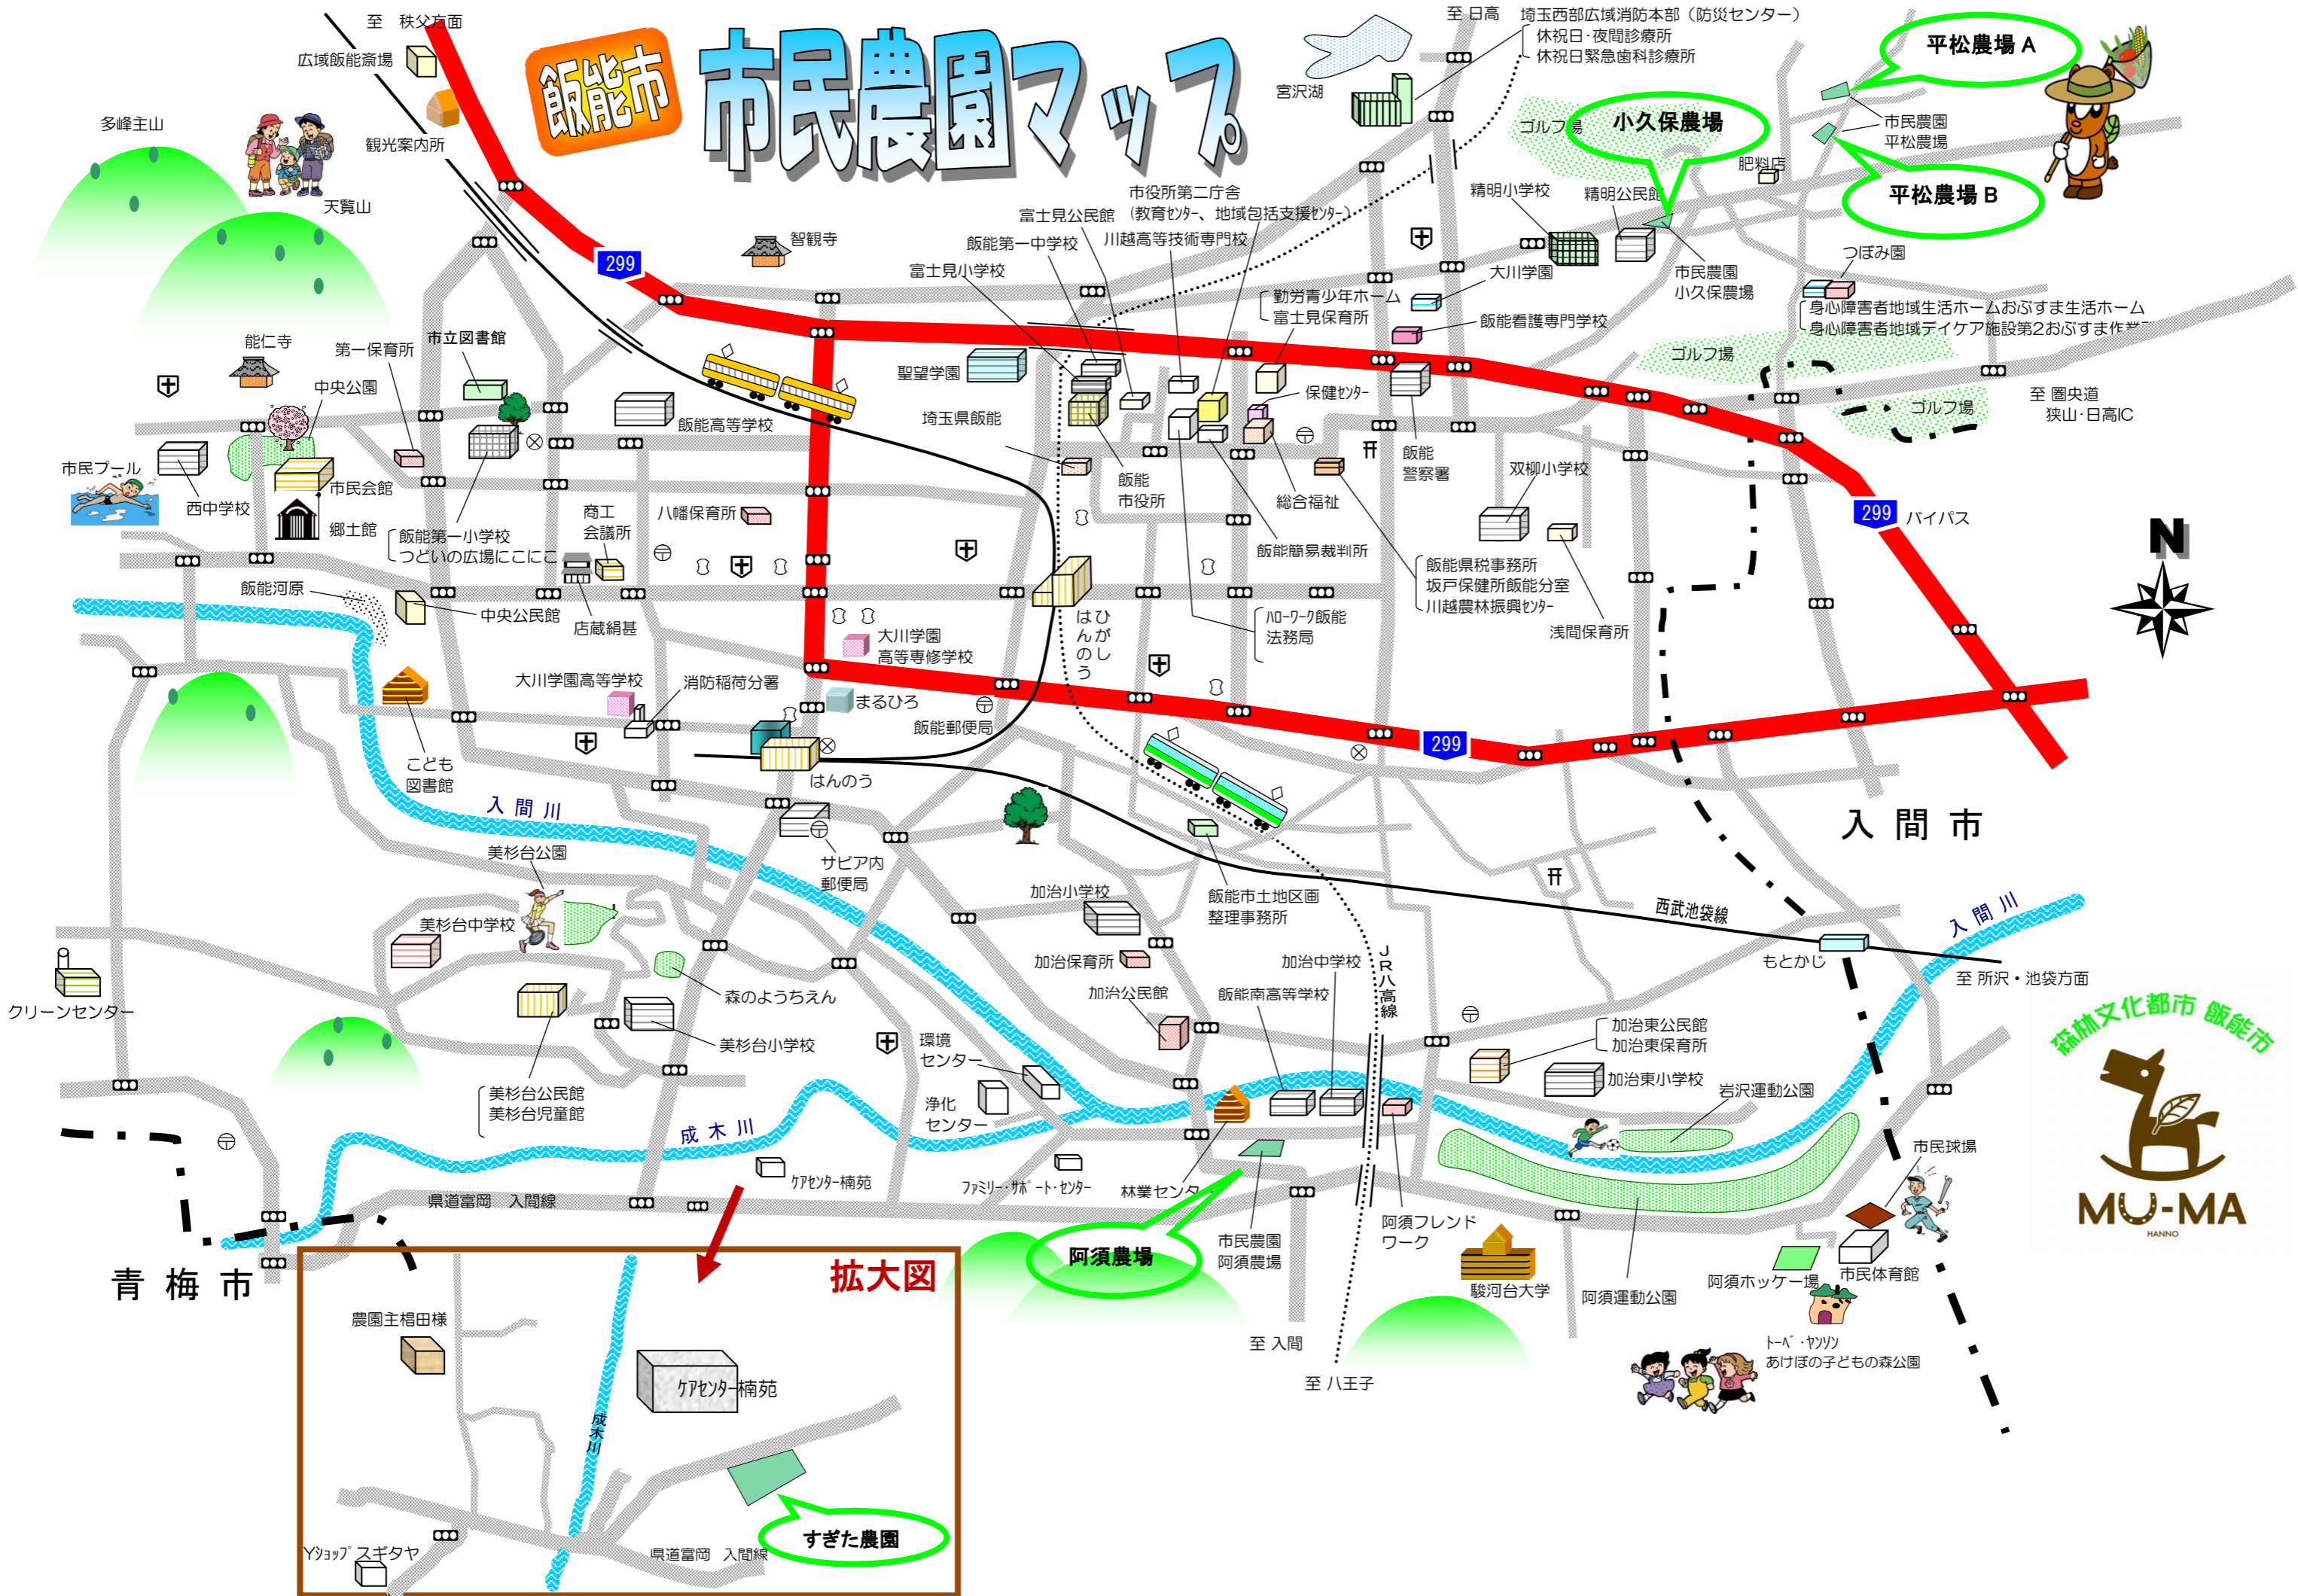 飯能市
市民農園マップ
至 秩父方面
広域飯能斎場
観光案内所
多峰主山
天覧山
智観寺
299
宮沢湖
至 日高
埼玉西部広域消防本部（防災センター）
休祝日・夜間診療所
休祝日緊急歯科診療所
ゴルフ場
小久保農場
平松農場 A
市民農園
平松農場
平松農場 B
肥料店
精明小学校
精明公民館
市民農園
小久保農場
つぼみ園
身心障害者地域生活ホームおぶすま生活ホーム
身心障害者地域デイケア施設第2おぶすま作業
市役所第二庁舎
（教育ｾﾝﾀｰ、地域包括支援ｾﾝﾀｰ）
富士見公民館
川越高等技術専門校
飯能第一中学校
富士見小学校
勤労青少年ホーム
富士見保育所
大川学園
飯能看護専門学校
聖望学園
保健ｾﾝﾀｰ
埼玉県飯能
飯能
市役所
総合福祉
飯能簡易裁判所
飯能
警察署
双柳小学校
飯能県税事務所
坂戸保健所飯能分室
川越農林振興ｾﾝﾀｰ
浅間保育所
ﾊﾛｰﾜｰｸ飯能
法務局
ゴルフ場
ゴルフ場
至 圏央道
狭山・日高IC
299
バイパス
N
能仁寺
第一保育所
市立図書館
中央公園
飯能高等学校
市民プール
西中学校
市民会館
郷土館
飯能第一小学校
つどいの広場にこにこ
商工
会議所
八幡保育所
飯能河原
中央公民館
店蔵絹甚
大川学園
高等専修学校
ひがし
はんのう
大川学園高等学校
消防稲荷分署
まるひろ
飯能郵便局
こども
図書館
はんのう
299
入間川
サビア内
郵便局
美杉台公園
美杉台中学校
クリーンセンター
森のようちえん
美杉台小学校
美杉台公民館
美杉台児童館
加治小学校
飯能市土地区画
整理事務所
加治保育所
加治公民館
加治中学校
飯能南高等学校
JR八高線
西武池袋線
入間市
入間川
もとかじ
至 所沢・池袋方面
環境
センター
浄化
センター
加治東公民館
加治東保育所
加治東小学校
岩沢運動公園
成木川
ｹｱｾﾝﾀｰ楠苑
ﾌｧﾐﾘｰ･ｻﾎﾟｰﾄ･ｾﾝﾀｰ
林業センター
県道富岡 入間線
阿須農場
市民農園
阿須農場
阿須フレンド
ワーク
駿河台大学
阿須運動公園
市民球場
阿須ホッケー場
市民体育館
ﾄｰﾍﾞ･ﾔﾝｿﾝ
あけぼの子どもの森公園
至 入間
至 八王子
青梅市
森林文化都市 飯能市
MU-MA
HANNO
拡大図
農園主椙田様
ｹｱｾﾝﾀｰ楠苑
成木川
Yｼｮｯﾌﾟ スギタヤ
県道富岡 入間線
すぎた農園